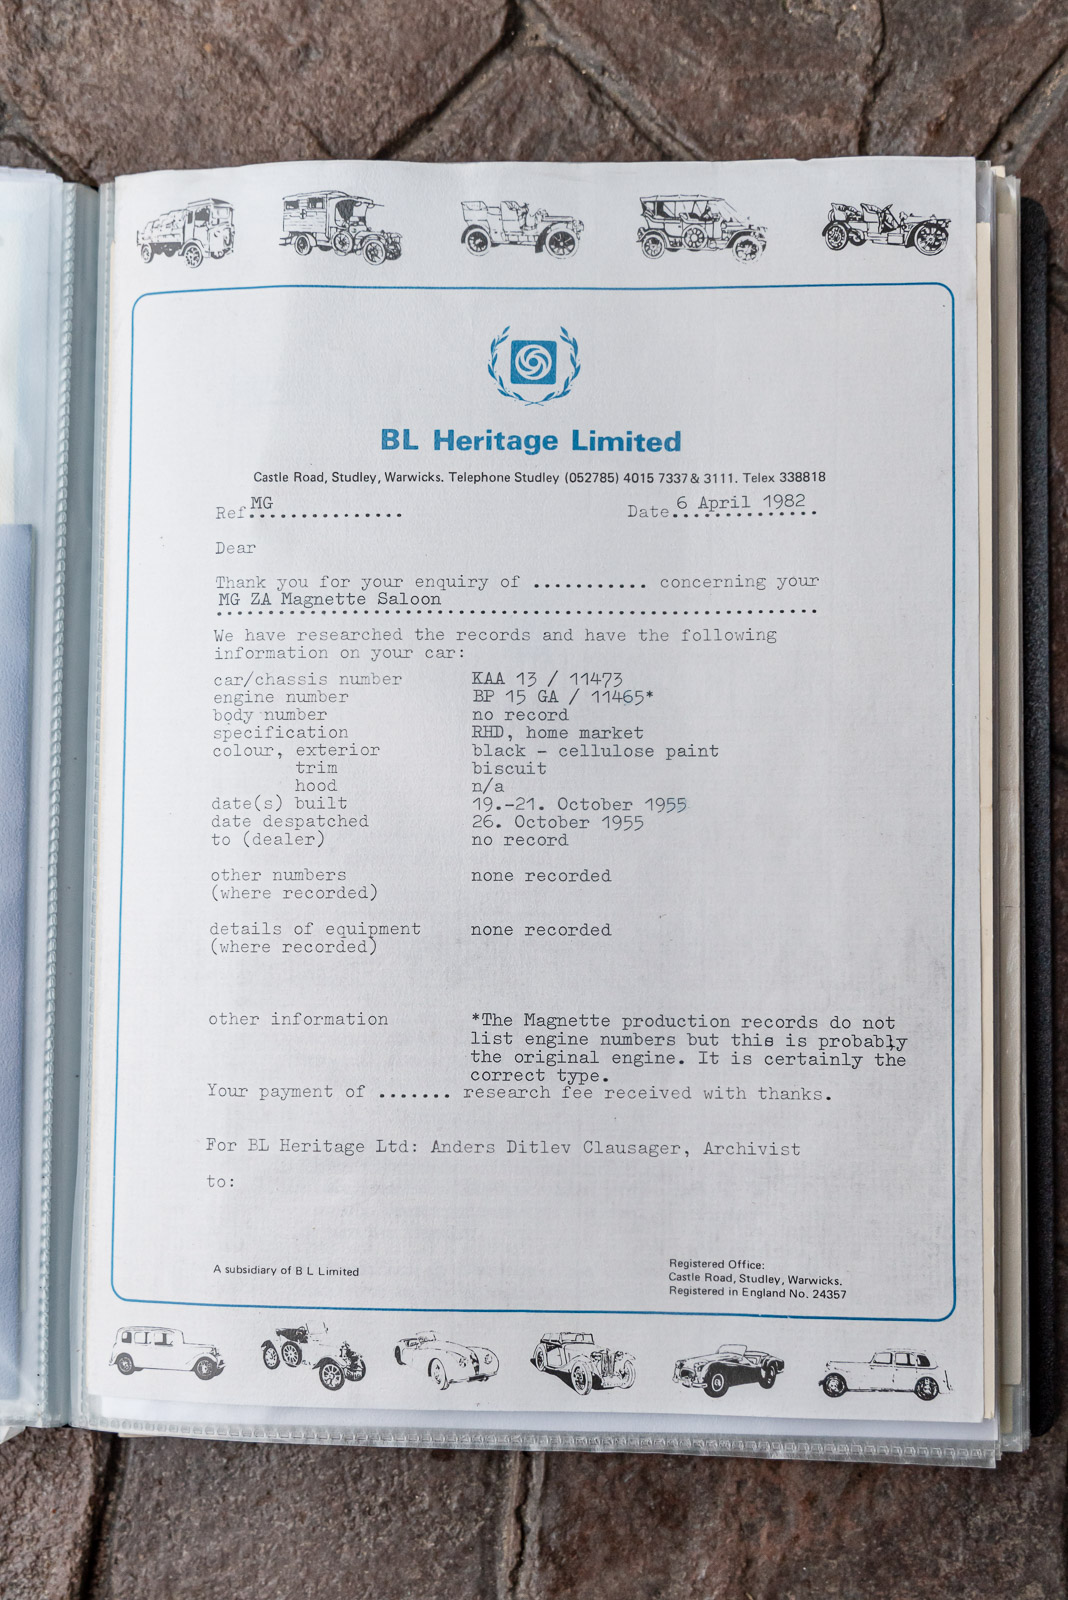 BL Heritage Limited
Castle Road, Studley, Warwicks. Telephone Studley (052785) 4015 7337 & 3111. Telex 338818
Ref MG............... Date 6 April 1982
Dear
Thank you for your enquiry of ........... concerning your
MG ZA Magnette Saloon
We have researched the records and have the following
information on your car:
car/chassis number KAA 13 / 11473
engine number BP 15 GA / 11465*
body number no record
specification RHD, home market
colour, exterior black - cellulose paint
trim biscuit
hood n/a
date(s) built 19.-21. October 1955
date despatched 26. October 1955
to (dealer) no record
other numbers none recorded
(where recorded)
details of equipment none recorded
(where recorded)
other information *The Magnette production records do not
list engine numbers but this is probably
the original engine. It is certainly the
correct type.
Your payment of ....... research fee received with thanks.
For BL Heritage Ltd: Anders Ditlev Clausager, Archivist
to:
A subsidiary of B L Limited
Registered Office:
Castle Road, Studley, Warwicks.
Registered in England No. 24357